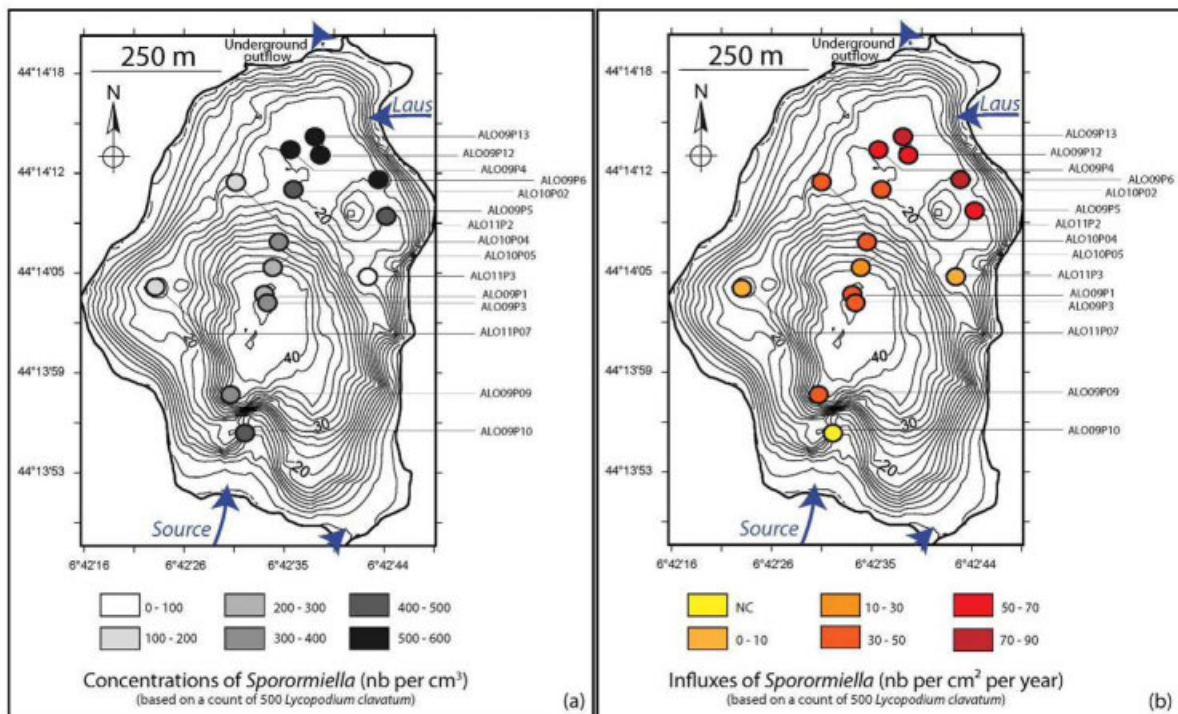 Underground
outflow
250 m
44°14'18
N
Laus
ALO09P13
ALO09P12
44°14'12
ALO09P4
ALO09P6
ALO10P02
20
ALO09P5
ALO11P2
ALO10P04
ALO10P05
44°14'05
ALO11P3
ALO09P1
ALO09P3
20
ALO11P07
40
44°13'59
ALO09P09
30
ALO09P10
20
44°13'53
Source
6°42'16
6°42'26
6°42'35
6°42'44
0 - 100
200 - 300
400 - 500
100 - 200
300 - 400
500 - 600
Concentrations of Sporormiella (nb per cm³)
(based on a count of 500 Lycopodium clavatum)
(a)
Underground
outflow
250 m
44°14'18
N
Laus
ALO09P13
ALO09P12
44°14'12
ALO09P4
ALO09P6
ALO10P02
20
ALO09P5
ALO11P2
ALO10P04
ALO10P05
44°14'05
ALO11P3
ALO09P1
ALO09P3
20
ALO11P07
40
44°13'59
ALO09P09
30
ALO09P10
20
44°13'53
Source
6°42'16
6°42'26
6°42'35
6°42'44
NC
10 - 30
50 - 70
0 - 10
30 - 50
70 - 90
Influxes of Sporormiella (nb per cm² per year)
(based on a count of 500 Lycopodium clavatum)
(b)